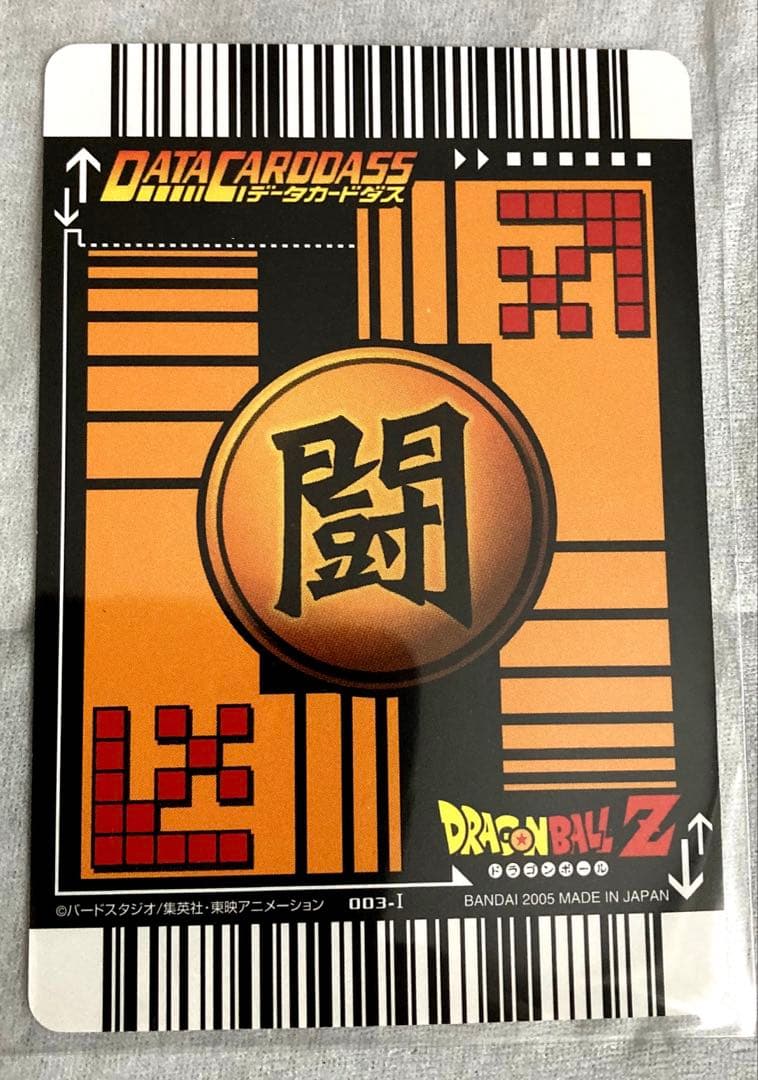 DATA CARDDASS
データカードダス
闘
DRAGON BALL Z
ドラゴンボール
©バードスタジオ/集英社・東映アニメーション 003-I BANDAI 2005 MADE IN JAPAN